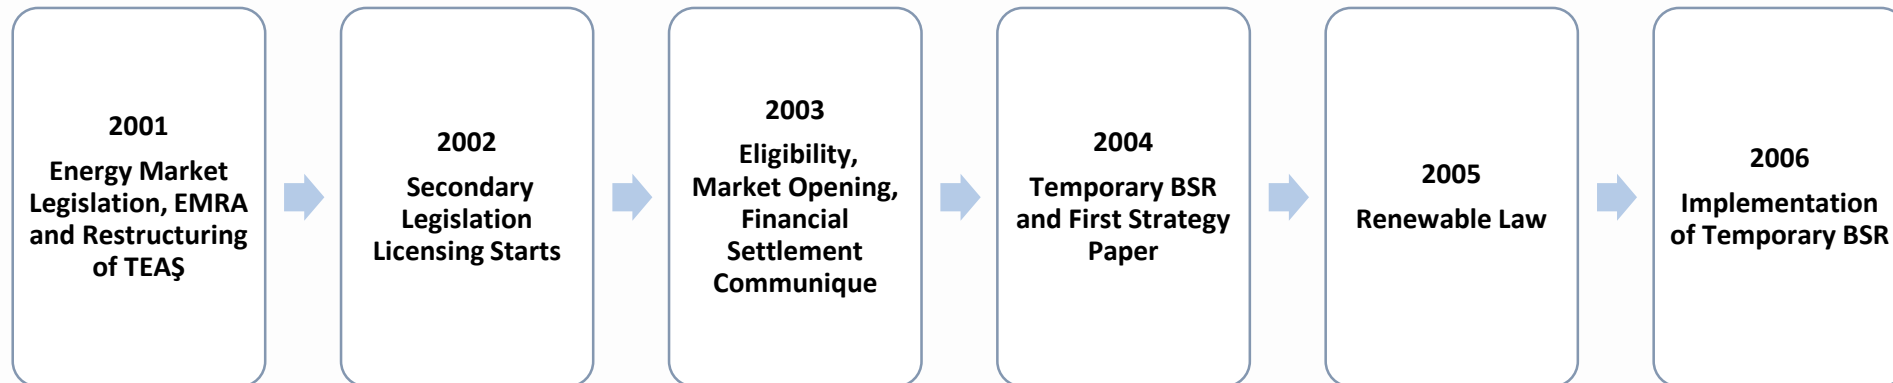 2001
Energy Market
Legislation, EMRA
and Restructuring
of TEAŞ
2002
Secondary
Legislation
Licensing Starts
2003
Eligibility,
Market Opening,
Financial
Settlement
Communique
2004
Temporary BSR
and First Strategy
Paper
2005
Renewable Law
2006
Implementation
of Temporary BSR